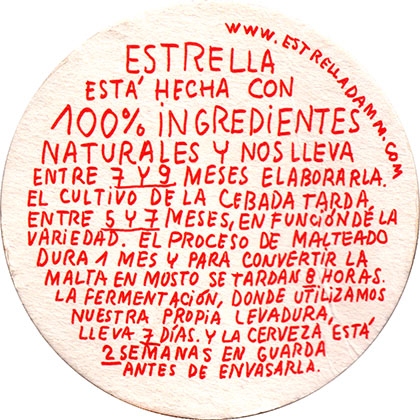 www.ESTRELLADAMM.COM
ESTRELLA
ESTÁ HECHA CON
100% INGREDIENTES
NATURALES Y NOS LLEVA
ENTRE 7 Y 9 MESES ELABORARLA.
EL CULTIVO DE LA CEBADA TARDA
ENTRE 5 Y 7 MESES, EN FUNCIÓN DE LA
VARIEDAD. EL PROCESO DE MALTEADO
DURA 1 MES Y PARA CONVERTIR LA
MALTA EN MOSTO SE TARDAN 8 HORAS.
LA FERMENTACIÓN, DONDE UTILIZAMOS
NUESTRA PROPIA LEVADURA,
LLEVA 7 DÍAS. Y LA CERVEZA ESTÁ
2 SEMANAS EN GUARDA
ANTES DE ENVASARLA.